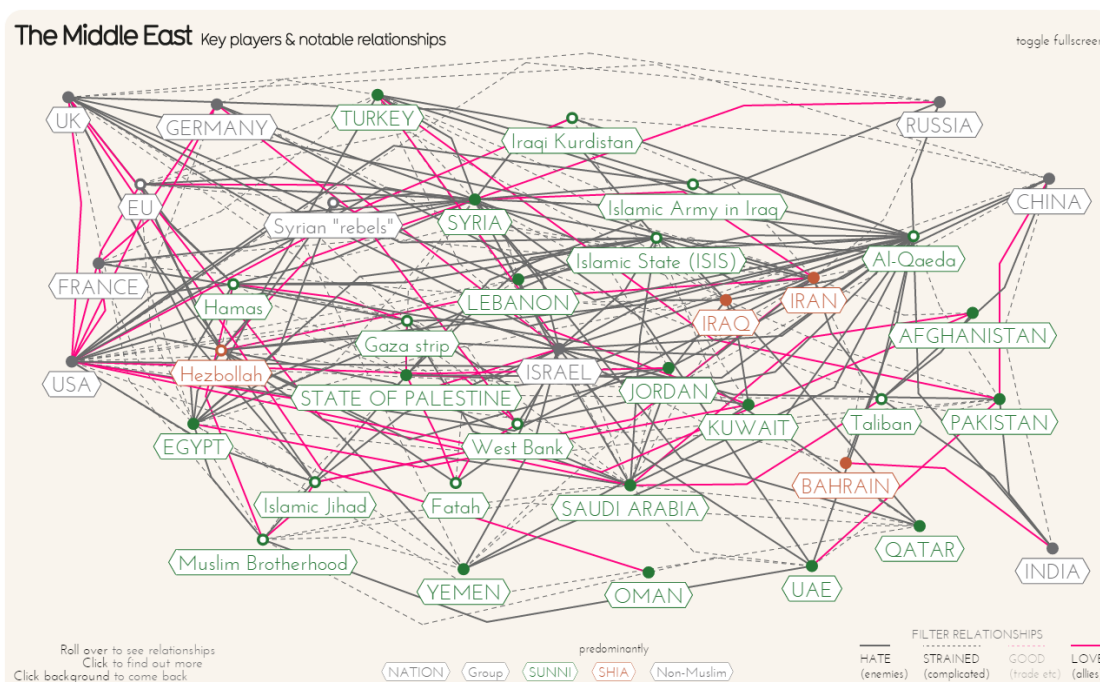 The Middle East Key players & notable relationships
toggle fullscreen
UK
GERMANY
TURKEY
Iraqi Kurdistan
RUSSIA
EU
Syrian "rebels"
SYRIA
Islamic Army in Iraq
CHINA
FRANCE
Hamas
LEBANON
Islamic State (ISIS)
Al-Qaeda
IRAN
IRAQ
AFGHANISTAN
Gaza strip
USA
Hezbollah
ISRAEL
STATE OF PALESTINE
JORDAN
KUWAIT
Taliban
PAKISTAN
EGYPT
West Bank
BAHRAIN
Islamic Jihad
Fatah
SAUDI ARABIA
QATAR
Muslim Brotherhood
YEMEN
OMAN
UAE
INDIA
Roll over to see relationships
Click to find out more
Click background to come back
predominantly
NATION Group SUNNI SHIA Non-Muslim
FILTER RELATIONSHIPS
HATE STRAINED GOOD LOVE
(enemies) (complicated) (trade etc) (allies